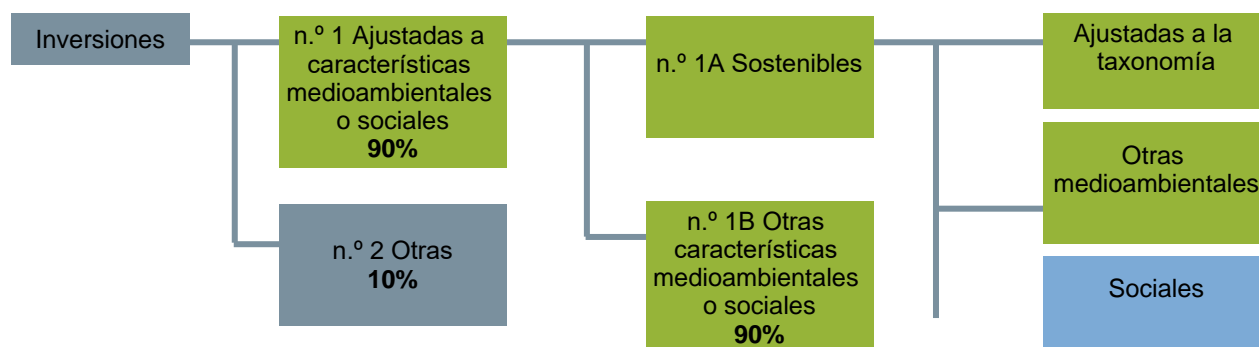 Inversiones
n.º 1 Ajustadas a
características
medioambientales
o sociales
90%
n.º 2 Otras
10%
n.º 1A Sostenibles
n.º 1B Otras
características
medioambientales
o sociales
90%
Ajustadas a la
taxonomía
Otras
medioambientales
Sociales